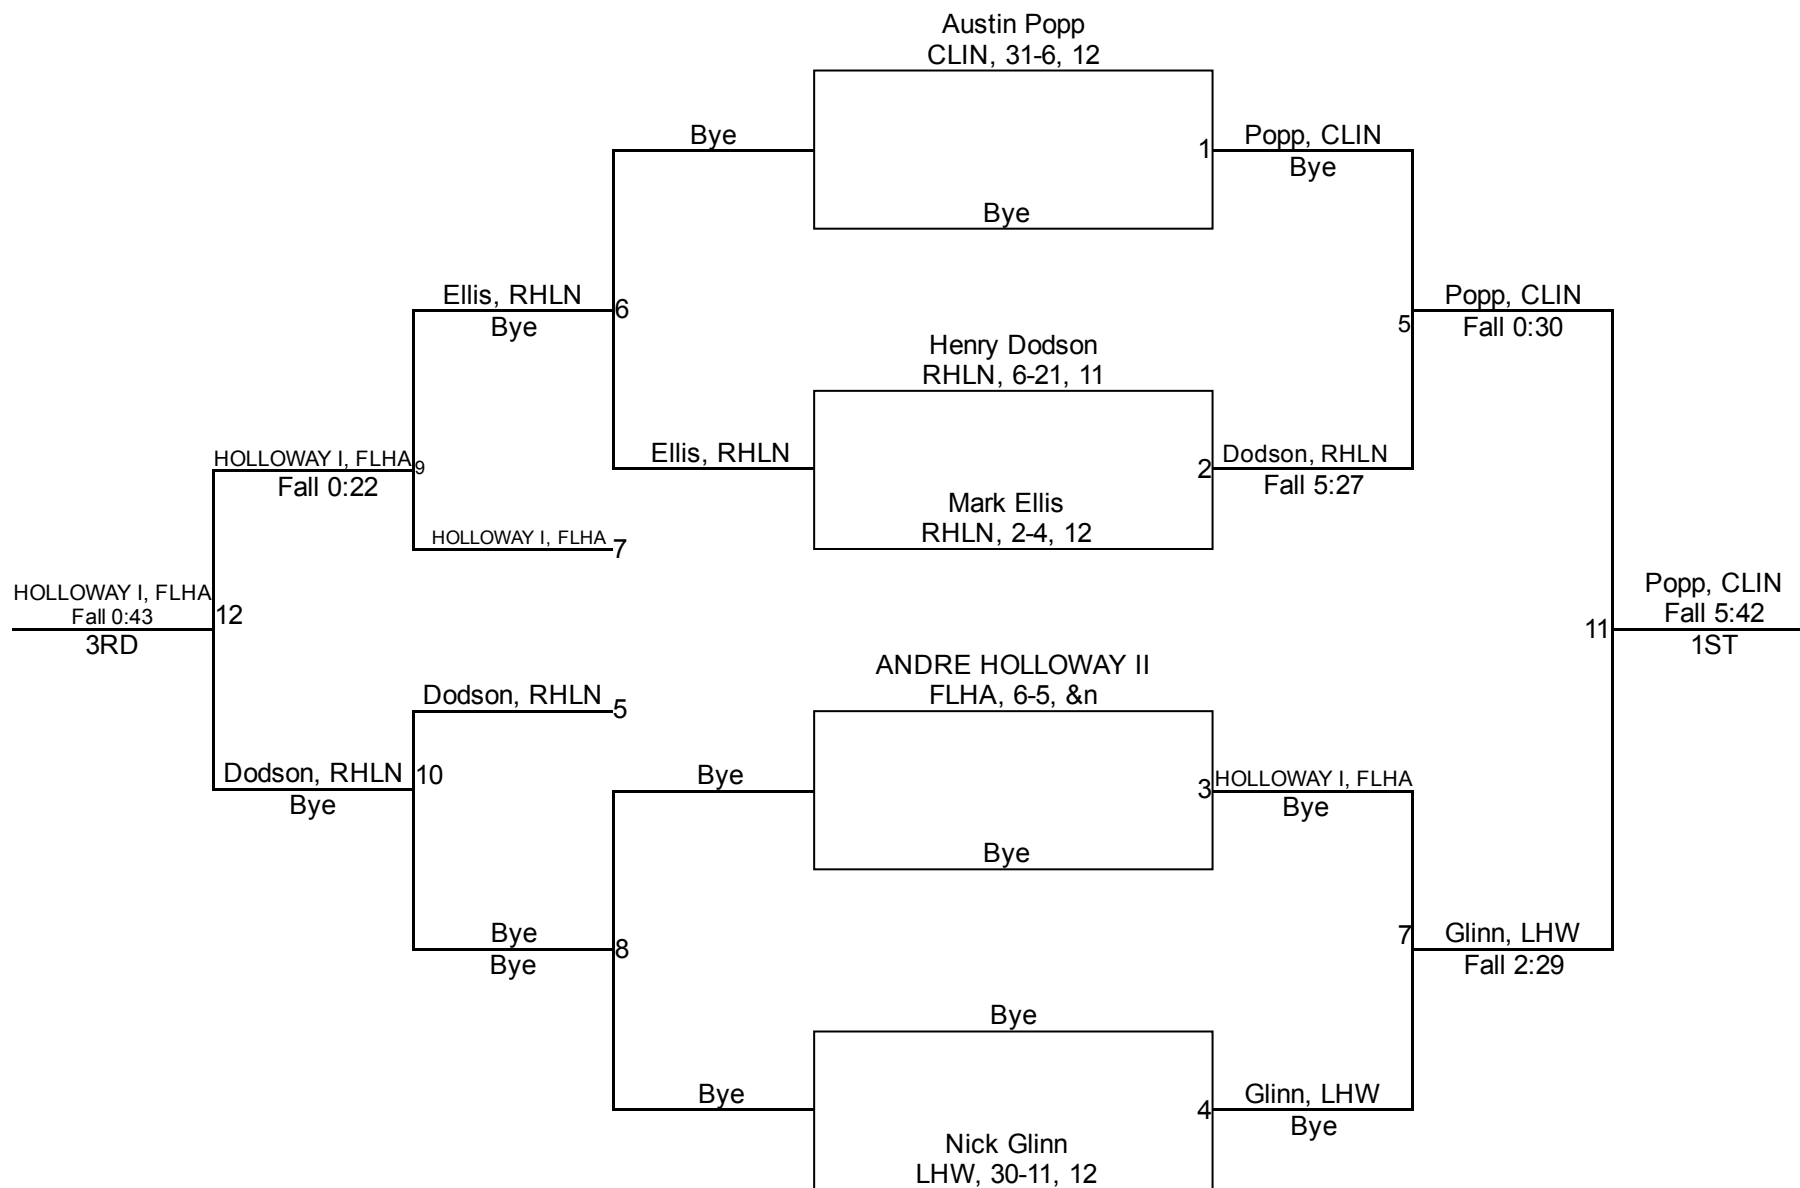 Austin Popp
CLIN, 31-6, 12
Bye
1
Popp, CLIN
Bye
Bye
Ellis, RHLN
Bye
6
Popp, CLIN
Fall 0:30
5
Henry Dodson
RHLN, 6-21, 11
Ellis, RHLN
2
Dodson, RHLN
Fall 5:27
HOLLOWAY I, FLHA
9
Fall 0:22
Mark Ellis
RHLN, 2-4, 12
HOLLOWAY I, FLHA
7
HOLLOWAY I, FLHA
Fall 0:43
3RD
12
Popp, CLIN
Fall 5:42
1ST
11
ANDRE HOLLOWAY II
FLHA, 6-5, &n
Dodson, RHLN
5
Dodson, RHLN
Bye
10
Bye
3
HOLLOWAY I, FLHA
Bye
Bye
Bye
Bye
8
7
Glinn, LHW
Fall 2:29
Bye
Bye
4
Glinn, LHW
Bye
Nick Glinn
LHW, 30-11, 12